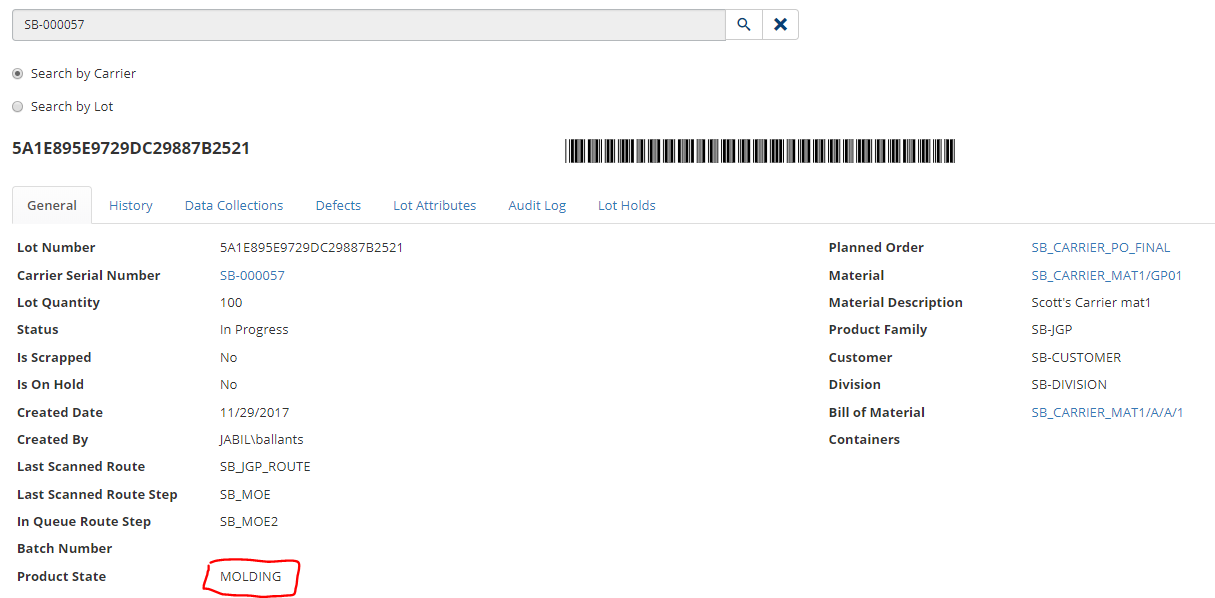 SB-000057
Search by Carrier
Search by Lot
5A1E895E9729DC29887B2521
General History Data Collections Defects Lot Attributes Audit Log Lot Holds
Lot Number 5A1E895E9729DC29887B2521 Planned Order SB_CARRIER_PO_FINAL
Carrier Serial Number SB-000057 Material SB_CARRIER_MAT1/GP01
Lot Quantity 100 Material Description Scott's Carrier mat1
Status In Progress Product Family SB-JGP
Is Scrapped No Customer SB-CUSTOMER
Is On Hold No Division SB-DIVISION
Created Date 11/29/2017 Bill of Material SB_CARRIER_MAT1/A/A/1
Created By JABIL\ballants Containers
Last Scanned Route SB_JGP_ROUTE
Last Scanned Route Step SB_MOE
In Queue Route Step SB_MOE2
Batch Number
Product State MOLDING